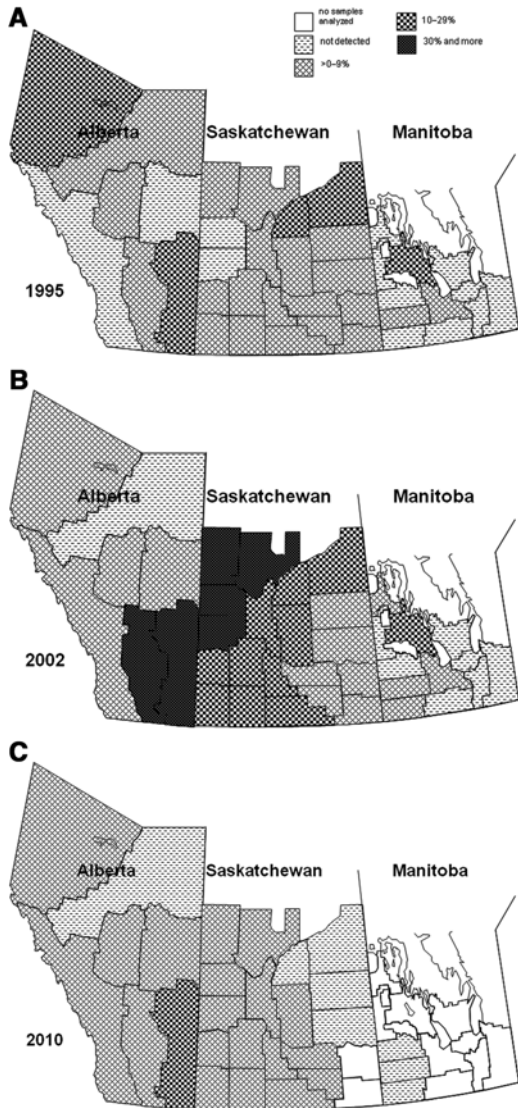 A
no samples
analyzed
10–29%
not detected
30% and more
>0–9%
Alberta Saskatchewan Manitoba
1995
B
Alberta Saskatchewan Manitoba
2002
C
Alberta Saskatchewan Manitoba
2010